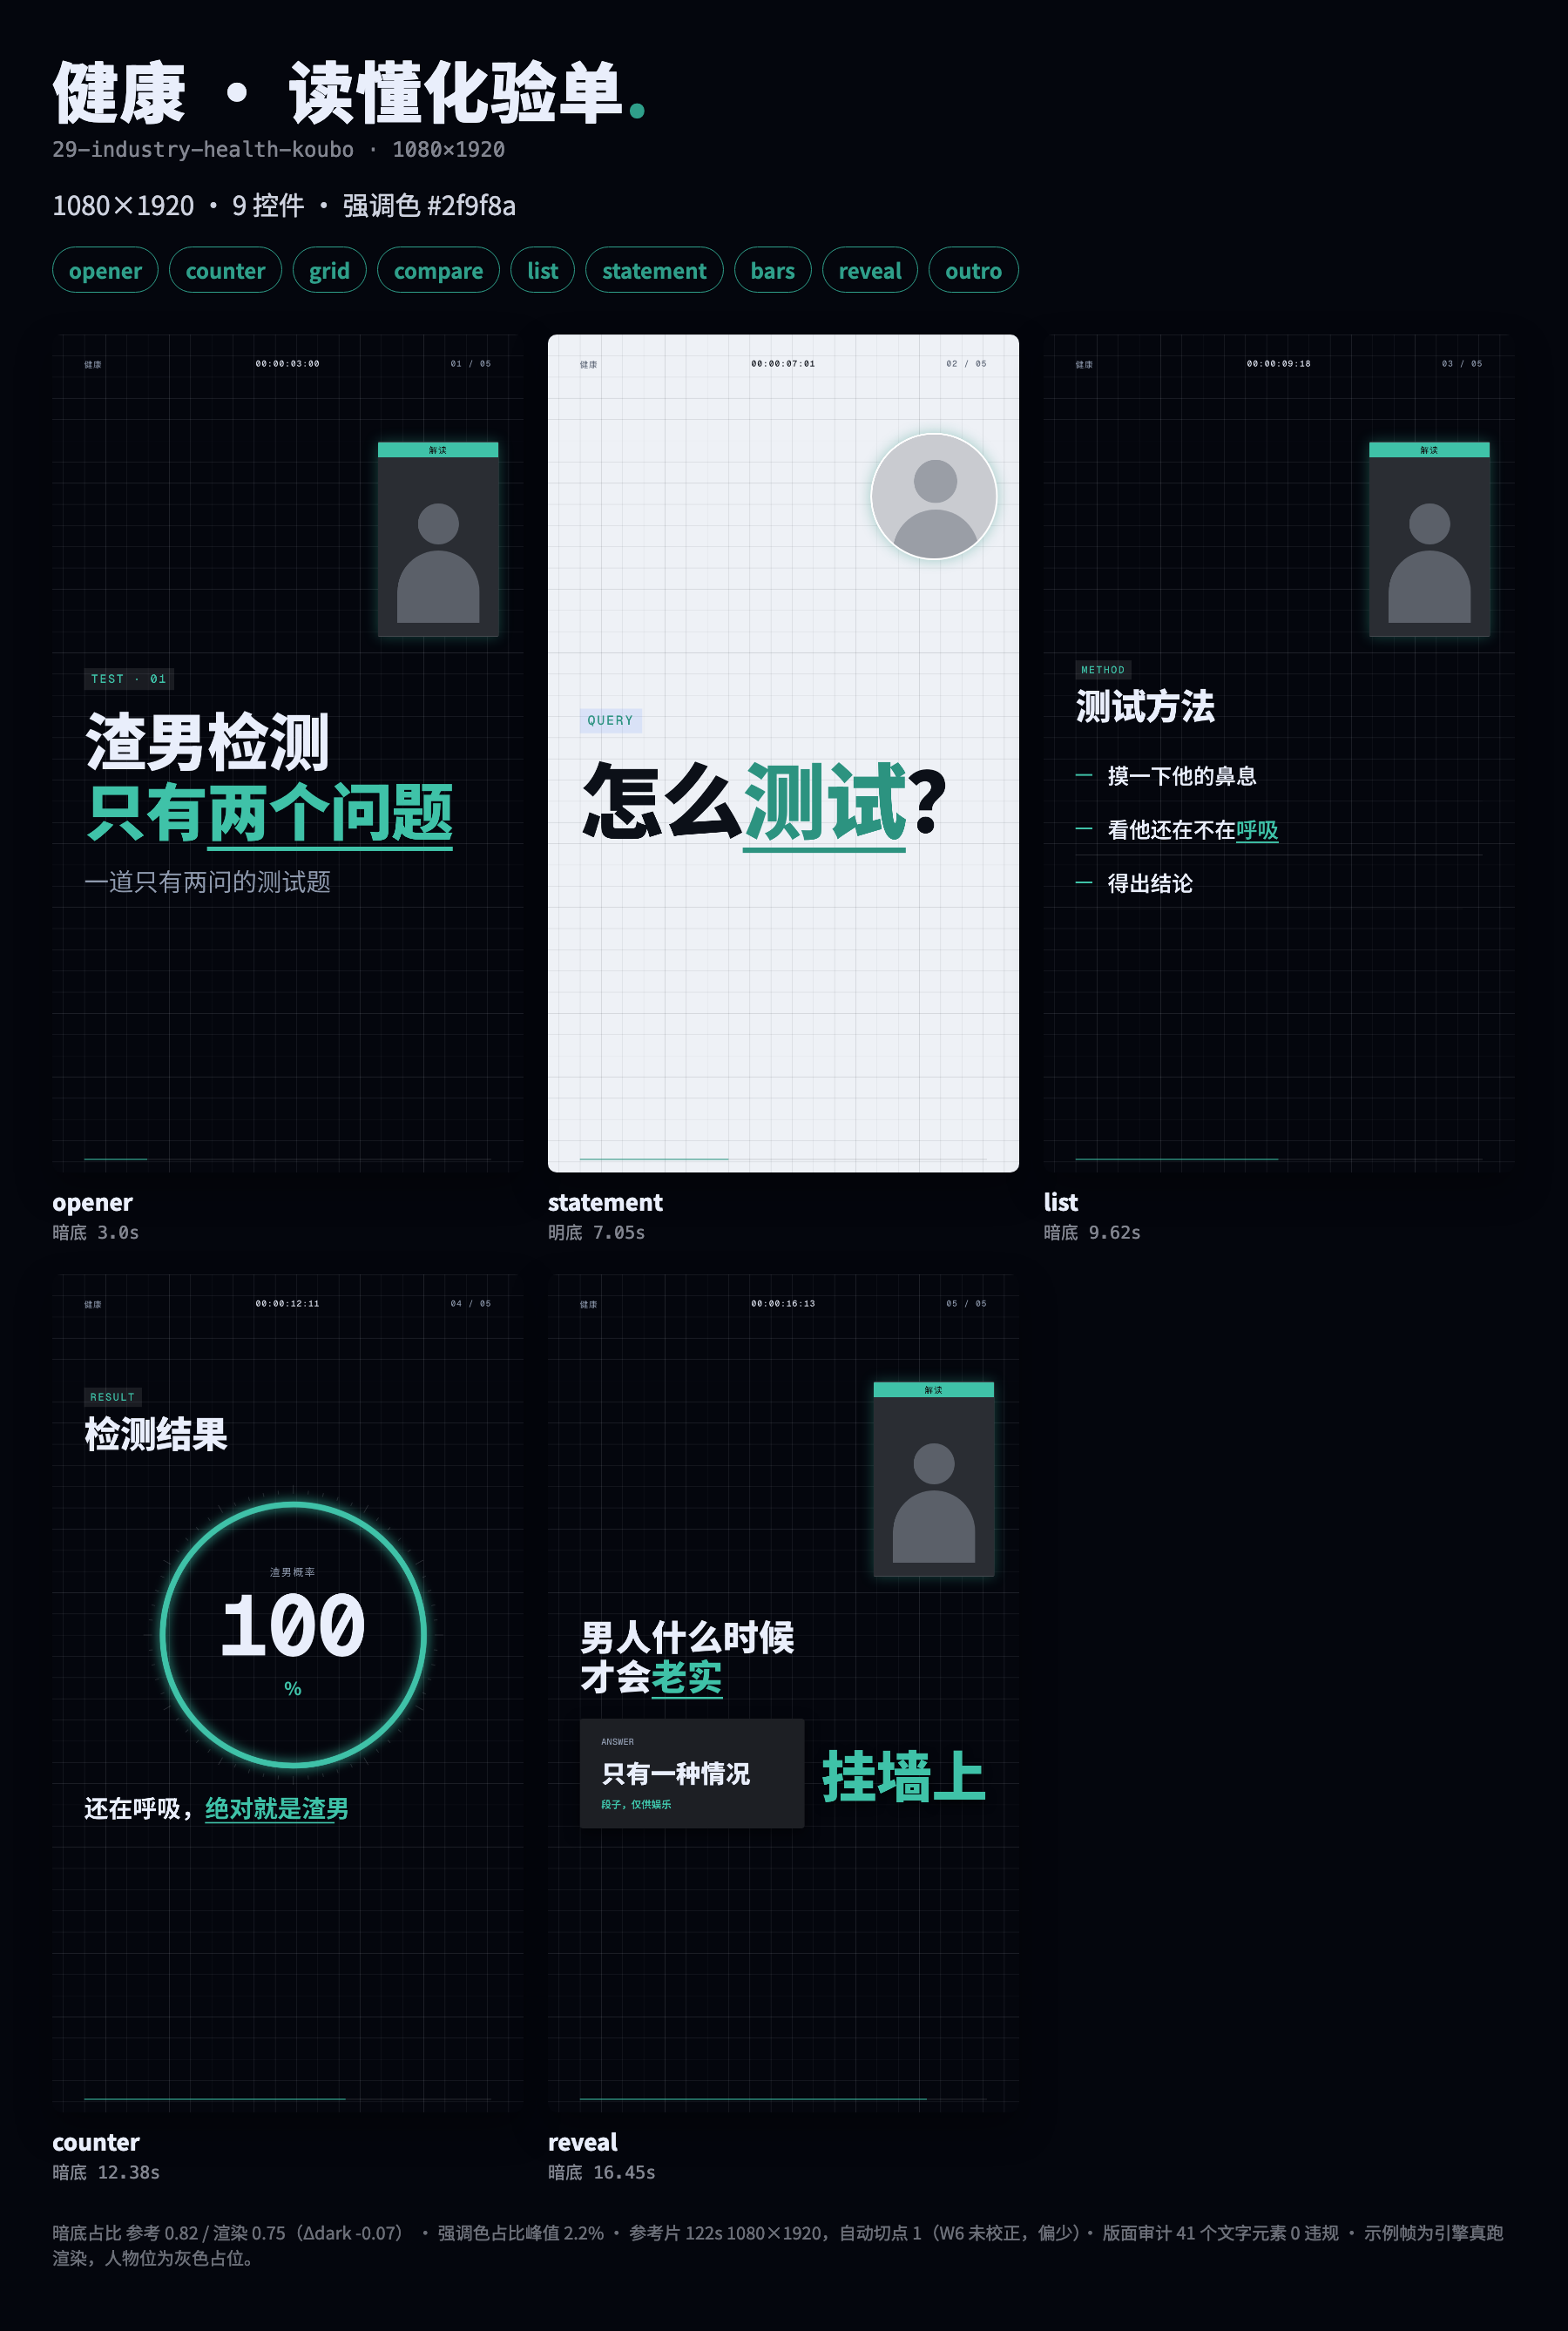 健康 · 读懂化验单.
29-industry-health-koubo · 1080×1920
1080×1920 · 9 控件 · 强调色 #2f9f8a
opener counter grid compare list statement bars reveal outro
健康 00:00:03:00 01 / 05
解读
TEST · 01
渣男检测
只有两个问题
一道只有两问的测试题
opener
暗底 3.0s
健康 00:00:07:01 02 / 05
QUERY
怎么测试?
statement
明底 7.05s
健康 00:00:09:18 03 / 05
解读
METHOD
测试方法
— 摸一下他的鼻息
— 看他还在不在呼吸
— 得出结论
list
暗底 9.62s
健康 00:00:12:11 04 / 05
RESULT
检测结果
渣男概率
100
%
还在呼吸，绝对就是渣男
counter
暗底 12.38s
健康 00:00:16:13 05 / 05
解读
男人什么时候
才会老实
ANSWER
只有一种情况
段子，仅供娱乐
挂墙上
reveal
暗底 16.45s
暗底占比 参考 0.82 / 渲染 0.75（Δdark -0.07） · 强调色占比峰值 2.2% · 参考片 122s 1080×1920，自动切点 1（W6 未校正，偏少）· 版面审计 41 个文字元素 0 违规 · 示例帧为引擎真跑
渲染，人物位为灰色占位。